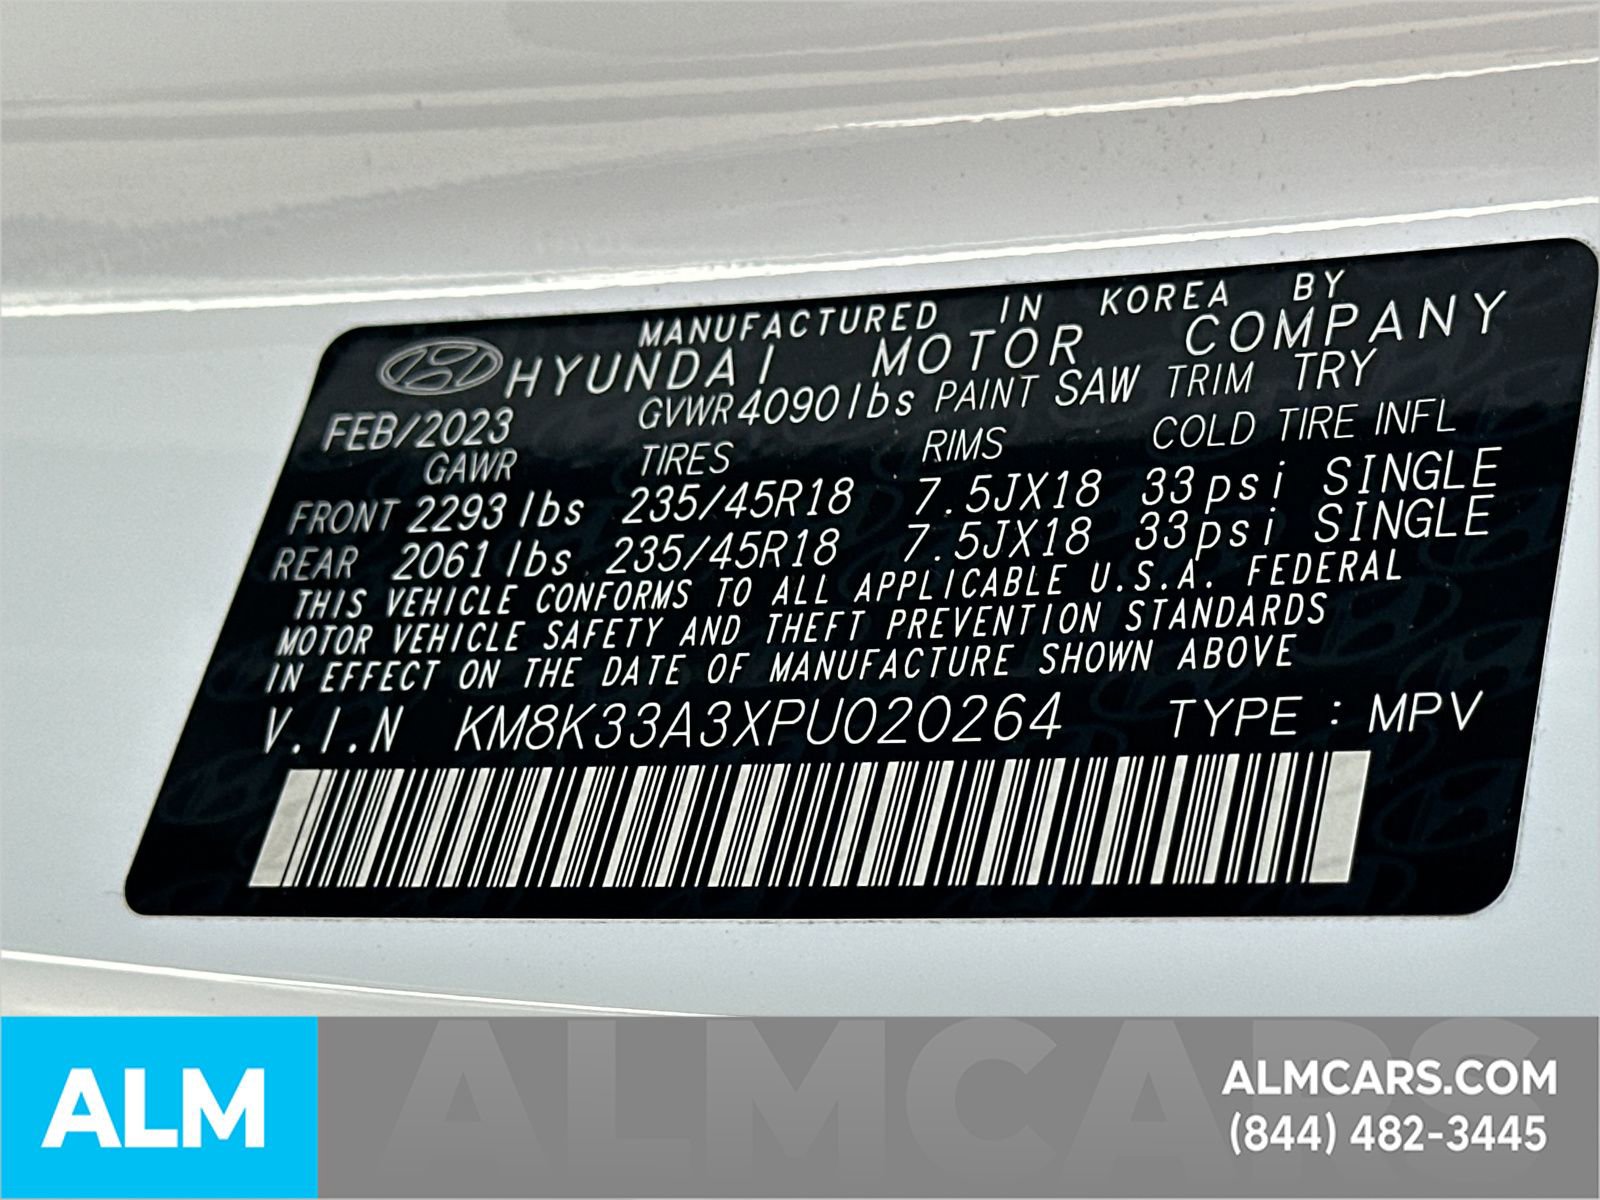 MANUFACTURED IN KOREA BY
HYUNDAI MOTOR COMPANY
FEB/2023 GVWR 4090 lbs PAINT SAW TRIM TRY
GAWR TIRES RIMS COLD TIRE INFL
FRONT 2293 lbs 235/45R18 7.5JX18 33psi SINGLE
REAR 2061 lbs 235/45R18 7.5JX18 33psi SINGLE
THIS VEHICLE CONFORMS TO ALL APPLICABLE U.S.A. FEDERAL
MOTOR VEHICLE SAFETY AND THEFT PREVENTION STANDARDS
IN EFFECT ON THE DATE OF MANUFACTURE SHOWN ABOVE
V.I.N KM8K33A3XPU020264 TYPE : MPV
ALMCARS
ALM
ALMCARS.COM
(844) 482-3445